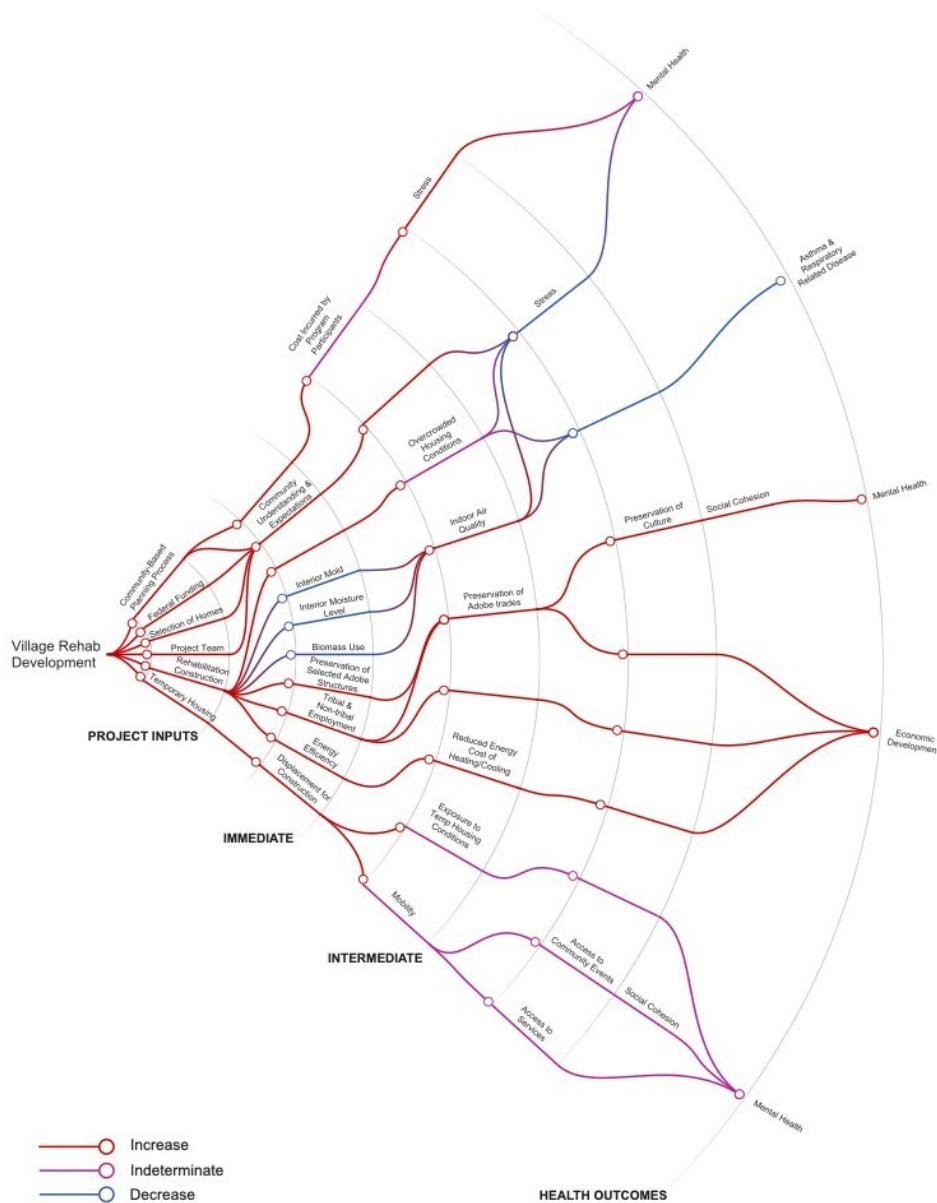 Mental Health
Stress
Asthma &
Respiratory
Related Disease
Cost Incurred by
Program
Participants
Stress
Overcrowded
Housing
Conditions
Community
Understanding &
Expectations
Preservation of
Culture
Social Cohesion
Mental Health
Indoor Air
Quality
Community-Based
Planning Process
Interior Mold
Federal Funding
Interior Moisture
Level
Preservation of
Adobe trades
Selection of Homes
Village Rehab
Development
Project Team
Biomass Use
Rehabilitation
Construction
Preservation of
Selected Adobe
Structures
Temporary Housing
Tribal &
Non-tribal
Employment
PROJECT INPUTS
Energy
Efficiency
Reduced Energy
Cost of
Heating/Cooling
Economic
Development
Displacement for
Construction
Exposure to
Temp Housing
Conditions
IMMEDIATE
Mobility
INTERMEDIATE
Access to
Community Events
Social Cohesion
Access to
Services
Mental Health
Increase
Indeterminate
Decrease
HEALTH OUTCOMES